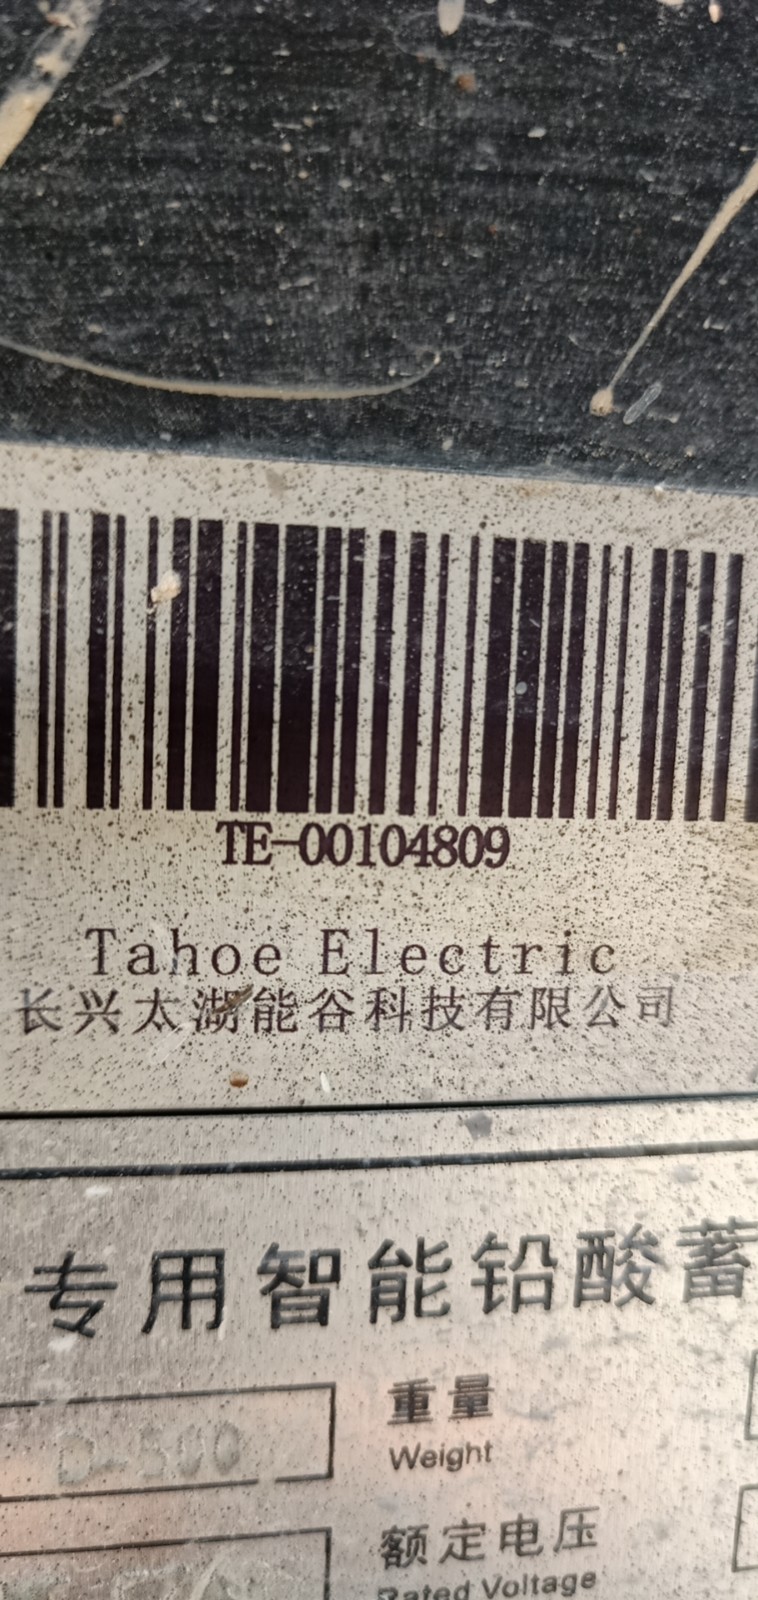 TE-00104809
Tahoe Electric
长兴太湖能谷科技有限公司
专用智能铅酸蓄
重量
D-500
Weight
额定电压
Rated Voltage